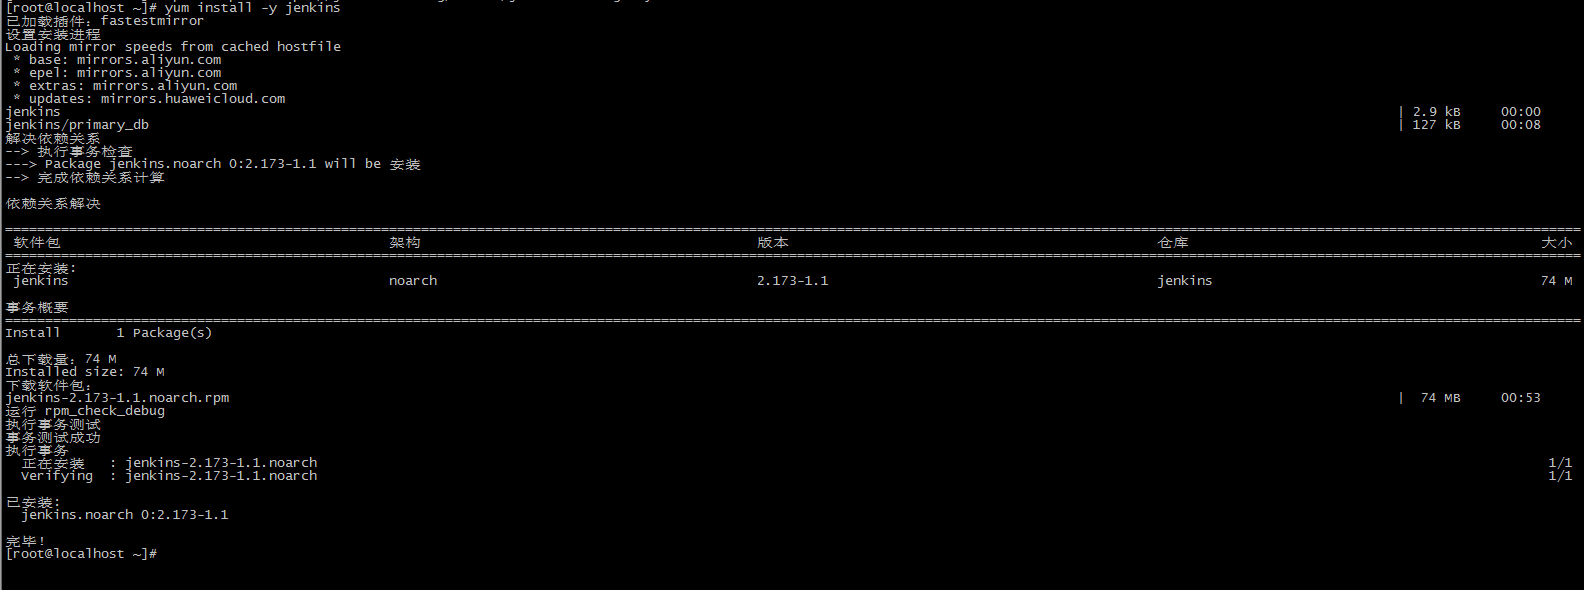 [root@localhost ~]# yum install -y jenkins
已加载插件：fastestmirror
设置安装进程
Loading mirror speeds from cached hostfile
 * base: mirrors.aliyun.com
 * epel: mirrors.aliyun.com
 * extras: mirrors.aliyun.com
 * updates: mirrors.huaweicloud.com
jenkins | 2.9 kB 00:00
jenkins/primary_db | 127 kB 00:08
解决依赖关系
--> 执行事务检查
---> Package jenkins.noarch 0:2.173-1.1 will be 安装
--> 完成依赖关系计算
依赖关系解决
================================================================================
 软件包 架构 版本 仓库 大小
================================================================================
正在安装:
 jenkins noarch 2.173-1.1 jenkins 74 M
事务概要
================================================================================
Install 1 Package(s)
总下载量：74 M
Installed size: 74 M
下载软件包：
jenkins-2.173-1.1.noarch.rpm | 74 MB 00:53
运行 rpm_check_debug
执行事务测试
事务测试成功
执行事务
  正在安装 : jenkins-2.173-1.1.noarch 1/1
  Verifying : jenkins-2.173-1.1.noarch 1/1
已安装:
  jenkins.noarch 0:2.173-1.1
完毕！
[root@localhost ~]#